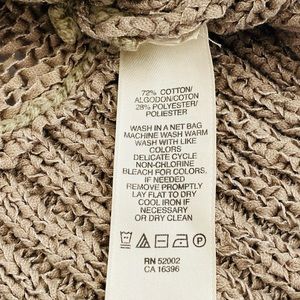 72% COTTON/
ALGODON/COTON
28% POLYESTER/
POLIESTER
WASH IN A NET BAG
MACHINE WASH WARM
WASH WITH LIKE
COLORS
DELICATE CYCLE
NON-CHLORINE
BLEACH FOR COLORS,
IF NEEDED
REMOVE PROMPTLY
LAY FLAT TO DRY
COOL IRON IF
NECESSARY
OR DRY CLEAN
P
RN 52002
CA 16396